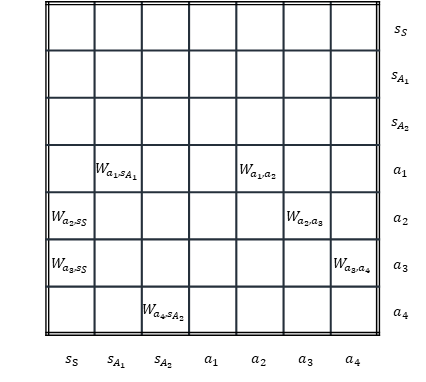 s_S
s_{A_1}
s_{A_2}
W_{a_1,s_{A_1}} W_{a_1,a_2} a_1
W_{a_2,s_S} W_{a_2,a_3} a_2
W_{a_3,s_S} W_{a_3,a_4} a_3
W_{a_4,s_{A_2}} a_4
s_S s_{A_1} s_{A_2} a_1 a_2 a_3 a_4